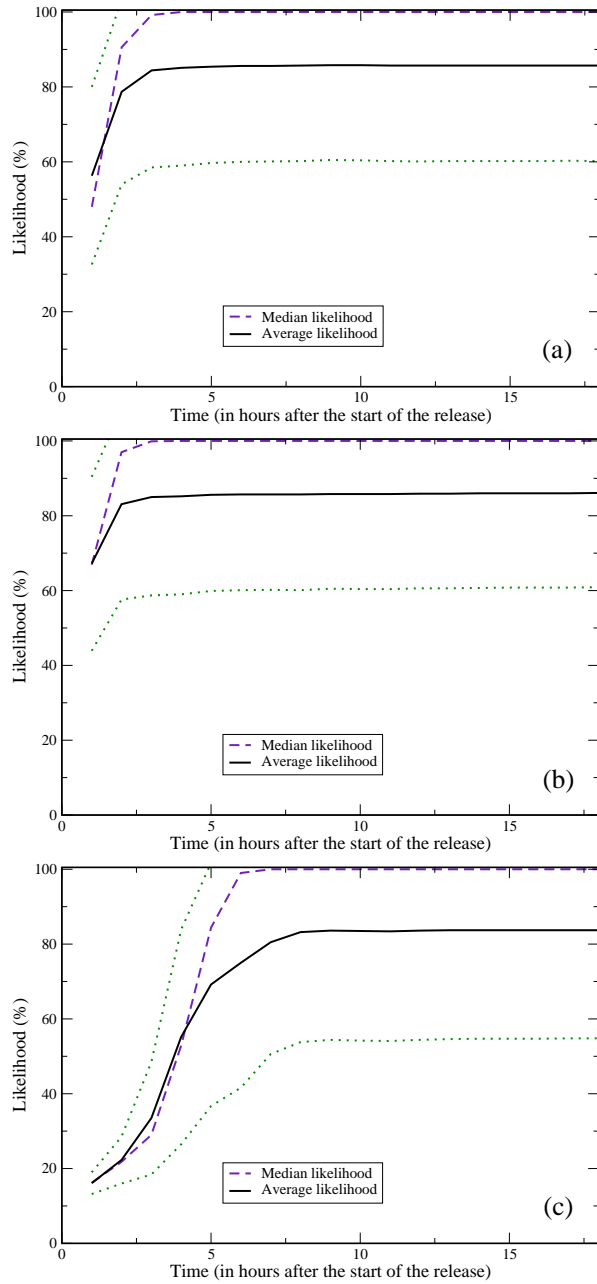 100
80
60
40
20
0
Likelihood (%)
Median likelihood
Average likelihood
(a)
0
5
10
15
Time (in hours after the start of the release)
100
80
60
40
20
0
Likelihood (%)
Median likelihood
Average likelihood
(b)
0
5
10
15
Time (in hours after the start of the release)
100
80
60
40
20
0
Likelihood (%)
Median likelihood
Average likelihood
(c)
0
5
10
15
Time (in hours after the start of the release)